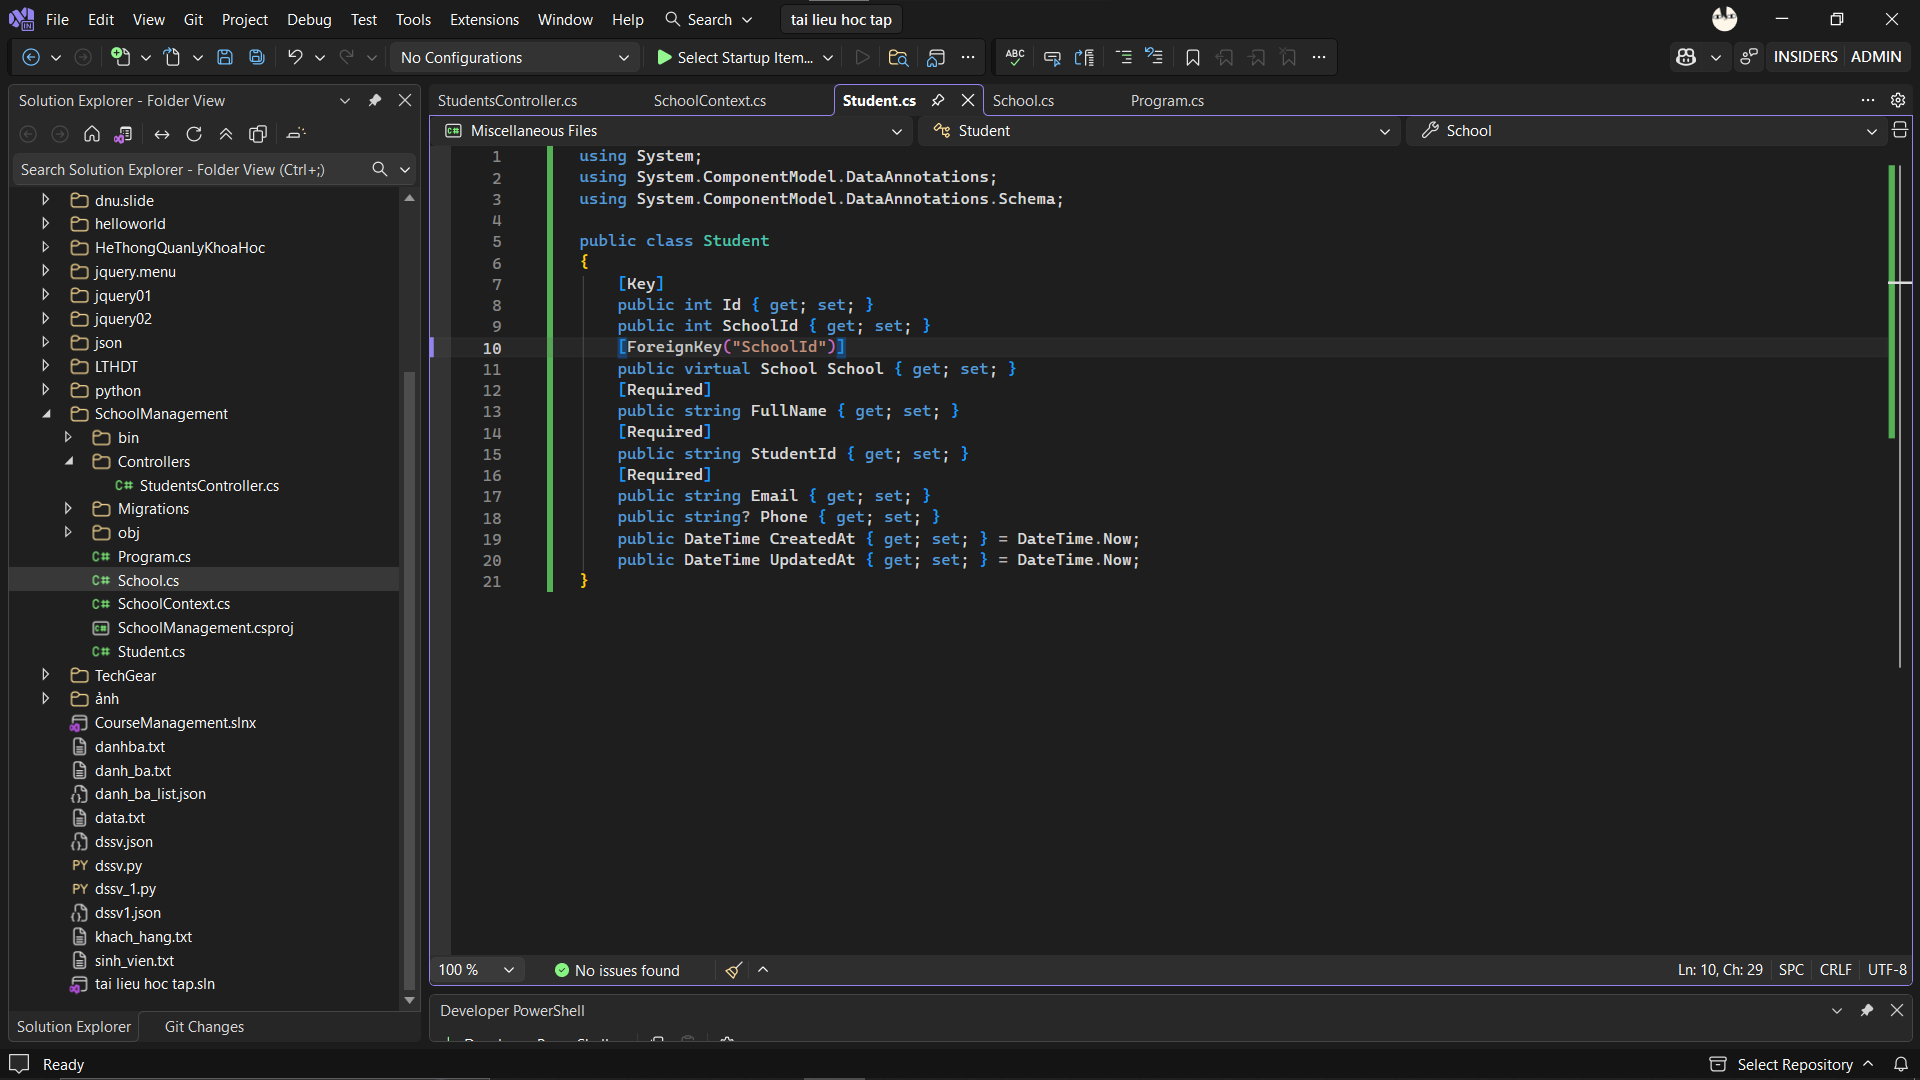 File Edit View Git Project Debug Test Tools Extensions Window Help Search tai lieu hoc tap
No Configurations Select Startup Item... INSIDERS ADMIN
Solution Explorer - Folder View
Search Solution Explorer - Folder View (Ctrl+;)
dnu.slide
helloworld
HeThongQuanLyKhoaHoc
jquery.menu
jquery01
jquery02
json
LTHDT
python
SchoolManagement
bin
Controllers
C# StudentsController.cs
Migrations
obj
C# Program.cs
C# School.cs
C# SchoolContext.cs
SchoolManagement.csproj
C# Student.cs
TechGear
ảnh
CourseManagement.slnx
danhba.txt
danh_ba.txt
danh_ba_list.json
data.txt
dssv.json
PY dssv.py
PY dssv_1.py
dssv1.json
khach_hang.txt
sinh_vien.txt
tai lieu hoc tap.sln
Solution Explorer Git Changes
StudentsController.cs SchoolContext.cs Student.cs School.cs Program.cs
Miscellaneous Files Student School
1 using System;
2 using System.ComponentModel.DataAnnotations;
3 using System.ComponentModel.DataAnnotations.Schema;
4
5 public class Student
6 {
7 [Key]
8 public int Id { get; set; }
9 public int SchoolId { get; set; }
10 [ForeignKey("SchoolId")]
11 public virtual School School { get; set; }
12 [Required]
13 public string FullName { get; set; }
14 [Required]
15 public string StudentId { get; set; }
16 [Required]
17 public string Email { get; set; }
18 public string? Phone { get; set; }
19 public DateTime CreatedAt { get; set; } = DateTime.Now;
20 public DateTime UpdatedAt { get; set; } = DateTime.Now;
21 }
100 % No issues found Ln: 10, Ch: 29 SPC CRLF UTF-8
Developer PowerShell
Ready Select Repository